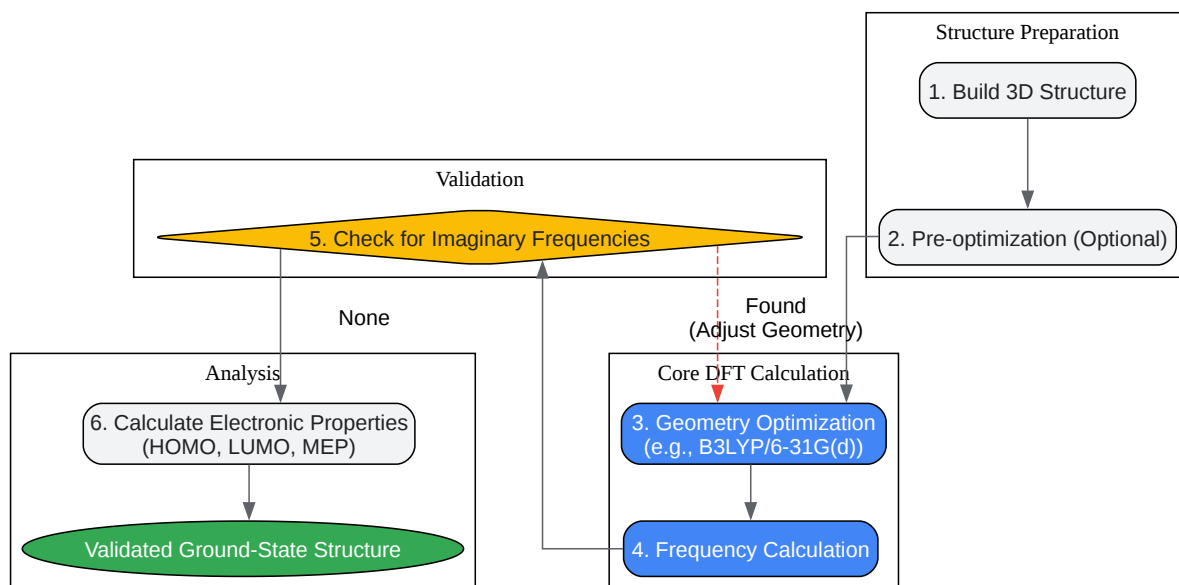 Structure Preparation
1. Build 3D Structure
2. Pre-optimization (Optional)
Validation
5. Check for Imaginary Frequencies
None
Found
(Adjust Geometry)
Core DFT Calculation
3. Geometry Optimization
(e.g., B3LYP/6-31G(d))
4. Frequency Calculation
Analysis
6. Calculate Electronic Properties
(HOMO, LUMO, MEP)
Validated Ground-State Structure